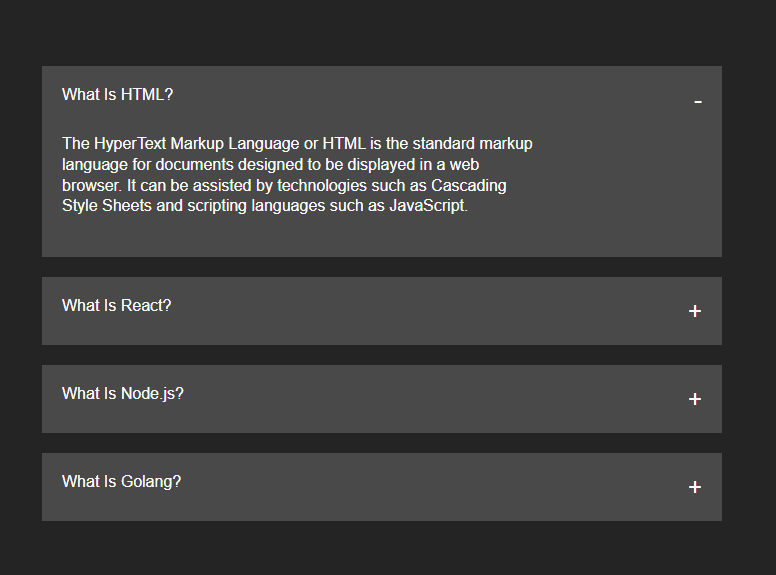 What Is HTML?
-
The HyperText Markup Language or HTML is the standard markup
language for documents designed to be displayed in a web
browser. It can be assisted by technologies such as Cascading
Style Sheets and scripting languages such as JavaScript.
What Is React?
+
What Is Node.js?
+
What Is Golang?
+